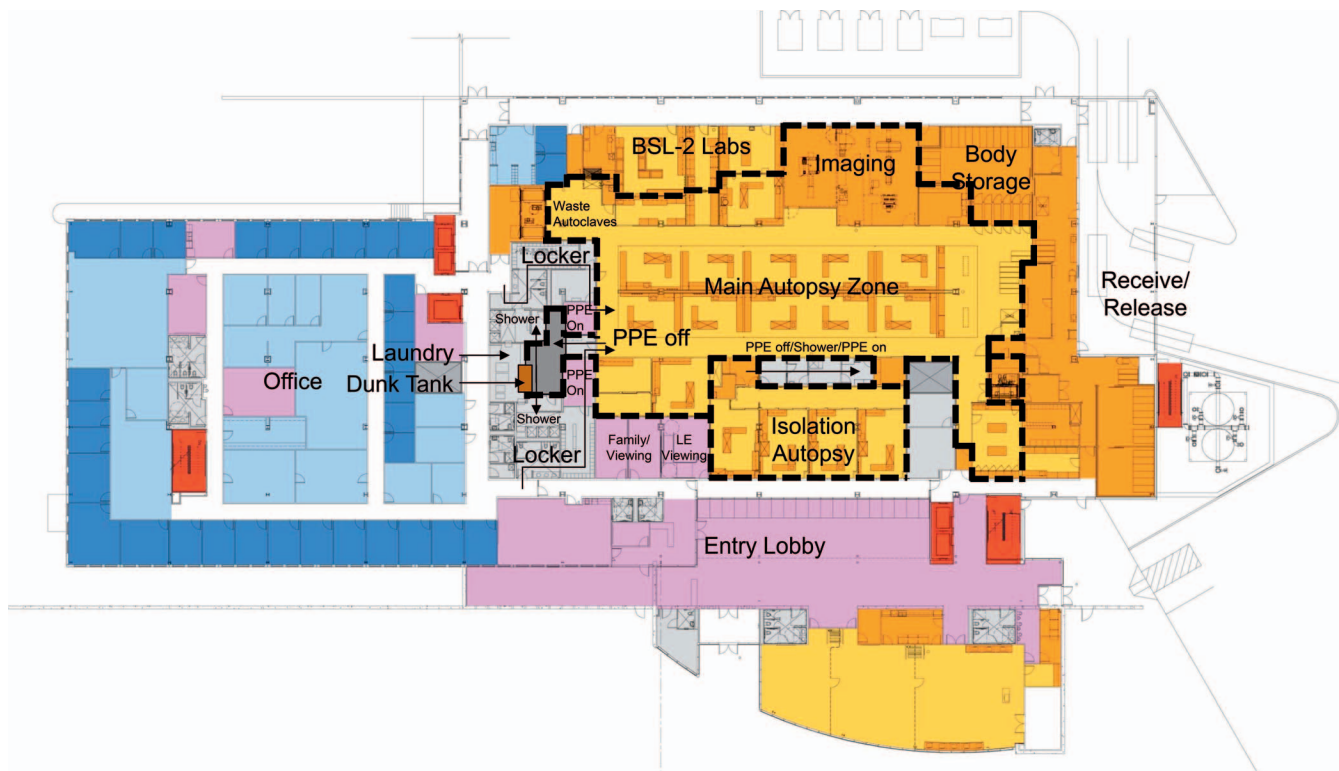 BSL-2 Labs
Imaging
Body
Storage
Waste
Autoclaves
Locker
Main Autopsy Zone
Receive/
Release
PPE
On
Shower
PPE off
PPE off/Shower/PPE on
Laundry
Office
Dunk Tank
PPE
On
Shower
Isolation
Autopsy
Family/
Viewing
LE
Viewing
Locker
Entry Lobby